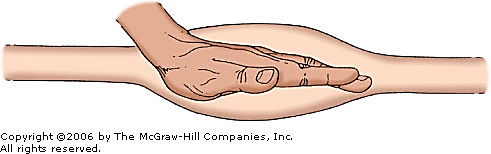 Copyright ©2006 by The McGraw-Hill Companies, Inc.
All rights reserved.